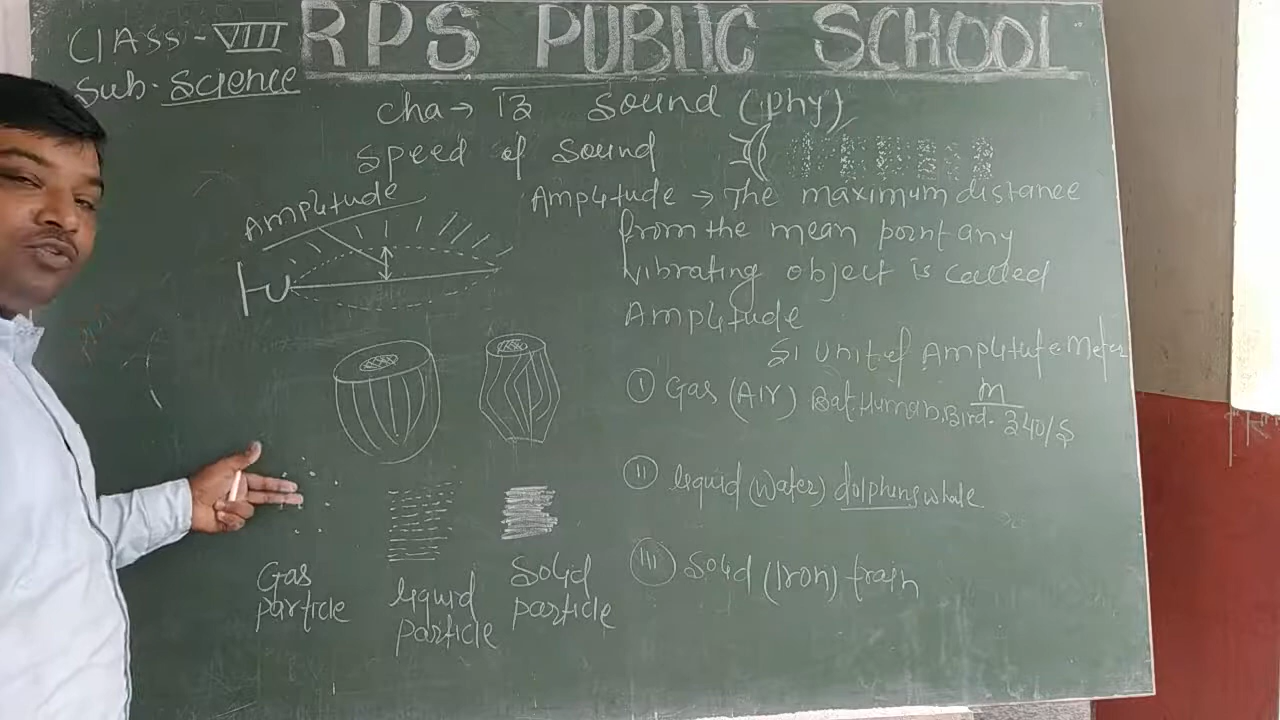 Class-VIII
Sub. Science
RPS PUBLIC SCHOOL
Cha→ 13 Sound (Phy)
Speed of Sound
Amplitude
Amplitude → The maximum distance
from the mean point any
vibrating object is called
Amplitude
SI Unit of Amplitute Meter
m
(I) Gas (Air) Bat, Human, Bird. 340/S
(II) liquid (Water) dolphins, whale
(III) Solid (Iron) train
Gas
particle
liquid
particle
Solid
particle